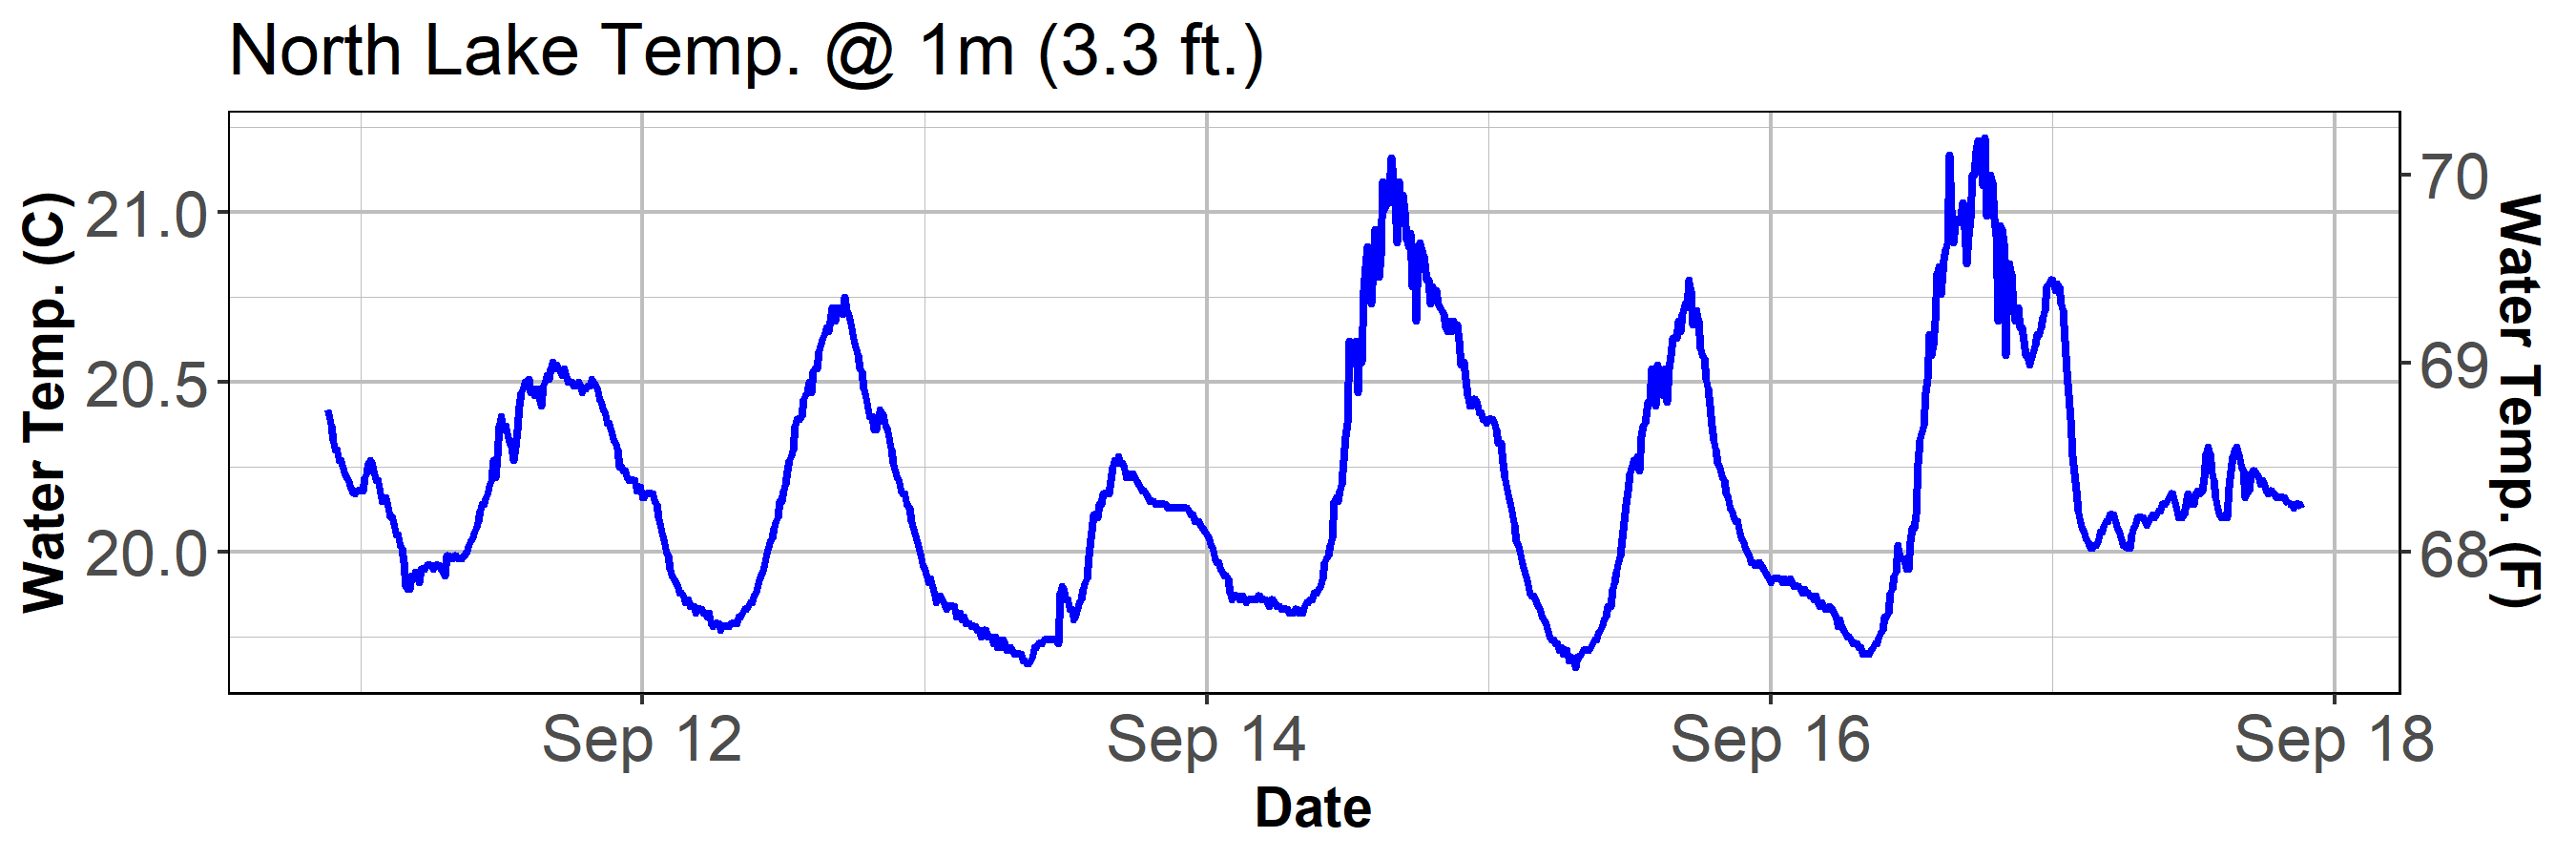 North Lake Temp. @ 1m (3.3 ft.)
Water Temp. (C)
21.0
20.5
20.0
70
69
68
Water Temp. (F)
Sep 12
Sep 14
Sep 16
Sep 18
Date